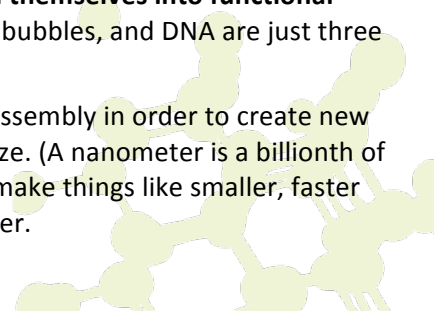 themselves into functional
bubbles, and DNA are just three
ssembly in order to create new
ze. (A nanometer is a billionth of
make things like smaller, faster
er.